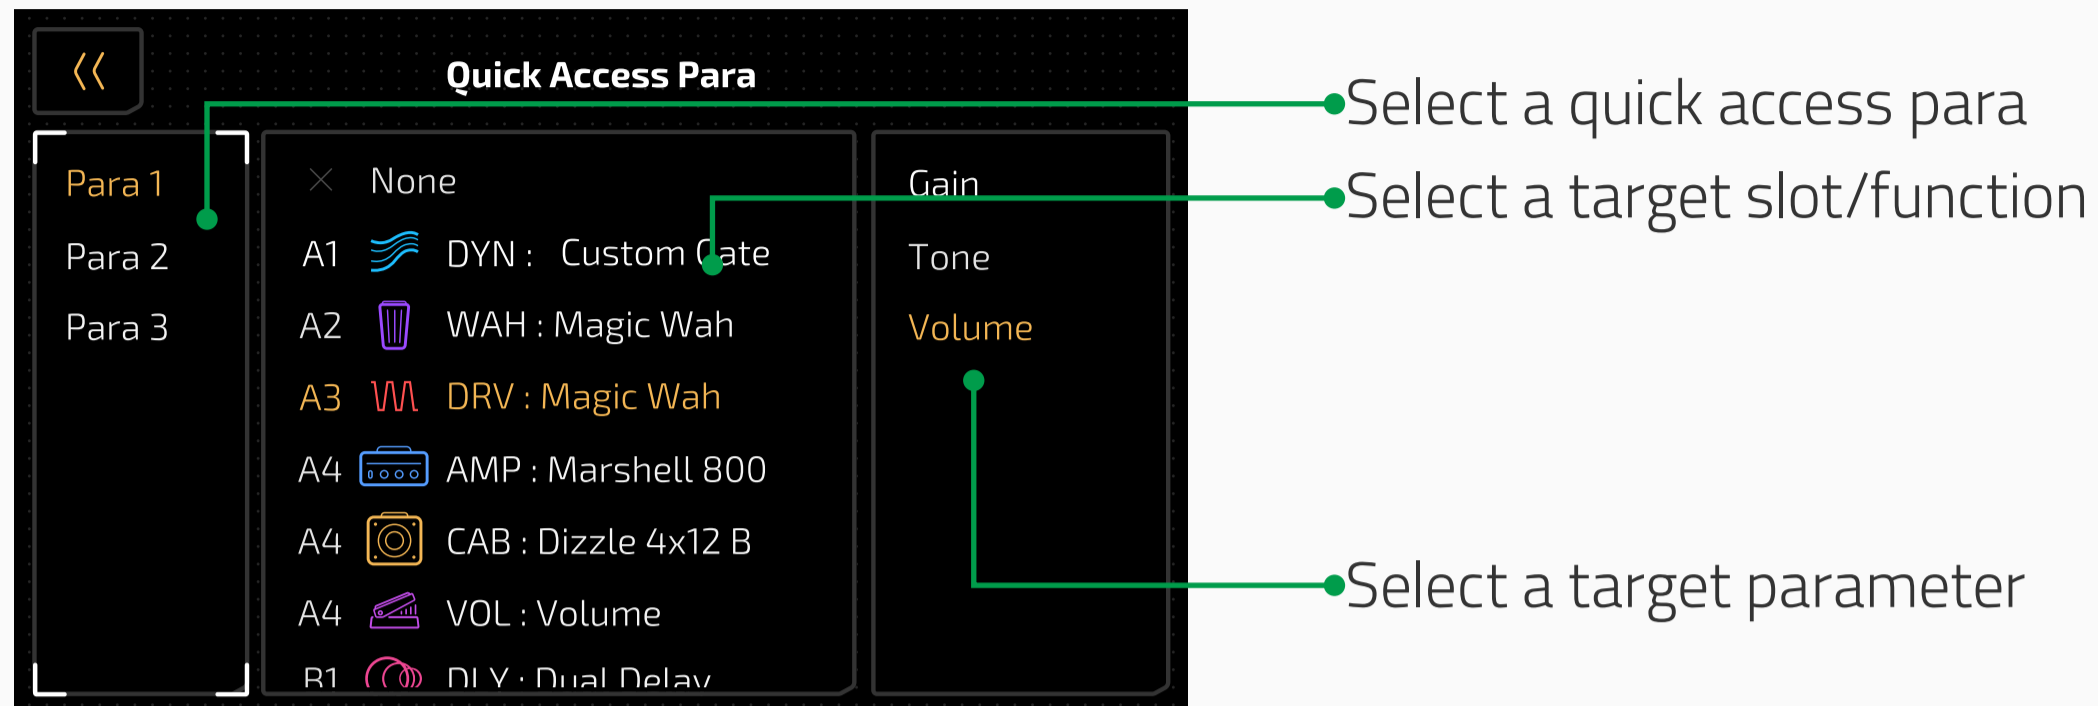 Quick Access Para
Para 1
Para 2
Para 3
None
A1 DYN : Custom Gate
A2 WAH : Magic Wah
A3 DRV : Magic Wah
A4 AMP : Marshell 800
A4 CAB : Dizzle 4x12 B
A4 VOL : Volume
B1 DLY : Dual Delay
Gain
Tone
Volume
Select a quick access para
Select a target slot/function
Select a target parameter